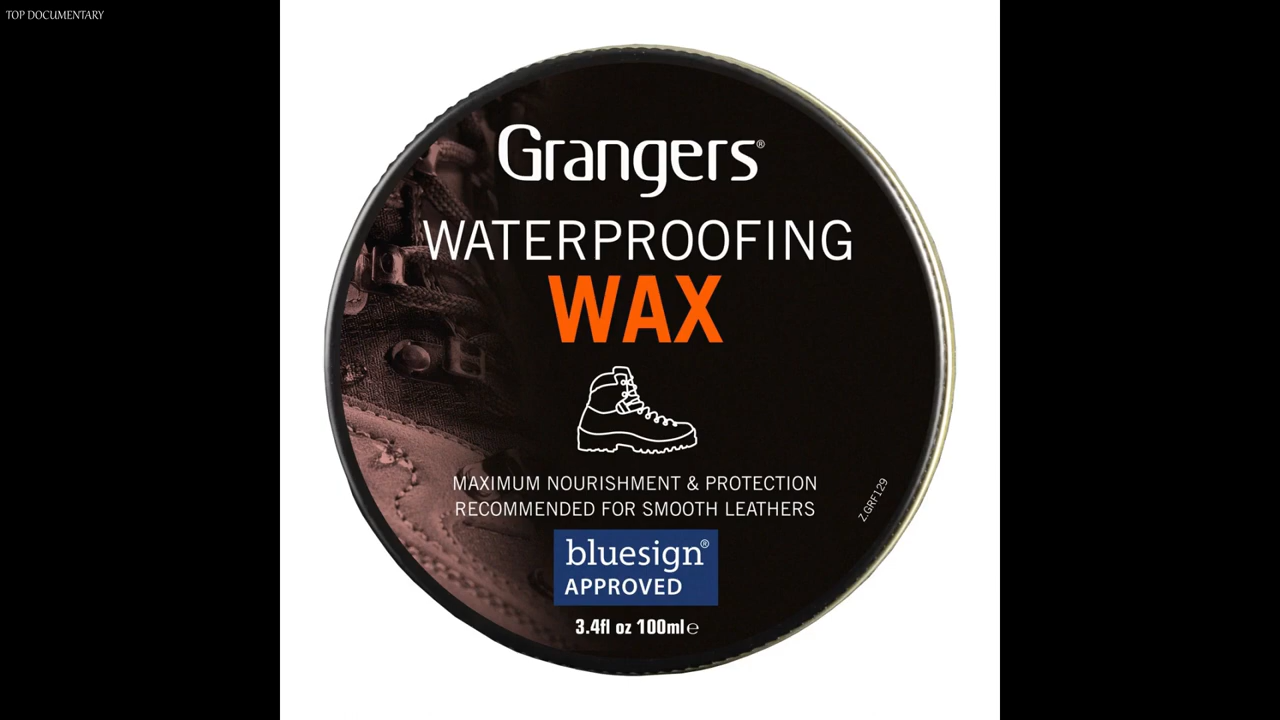 TOP DOCUMENTARY
Grangers®
WATERPROOFING
WAX
MAXIMUM NOURISHMENT & PROTECTION
RECOMMENDED FOR SMOOTH LEATHERS
Z.GRF129
bluesign®
APPROVED
3.4fl oz 100ml℮